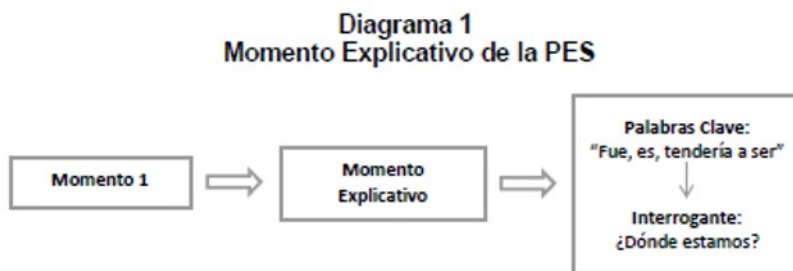 Diagrama 1
Momento Explicativo de la PES
Momento 1
Momento
Explicativo
Palabras Clave:
“Fue, es, tendería a ser”
Interrogante:
¿Dónde estamos?